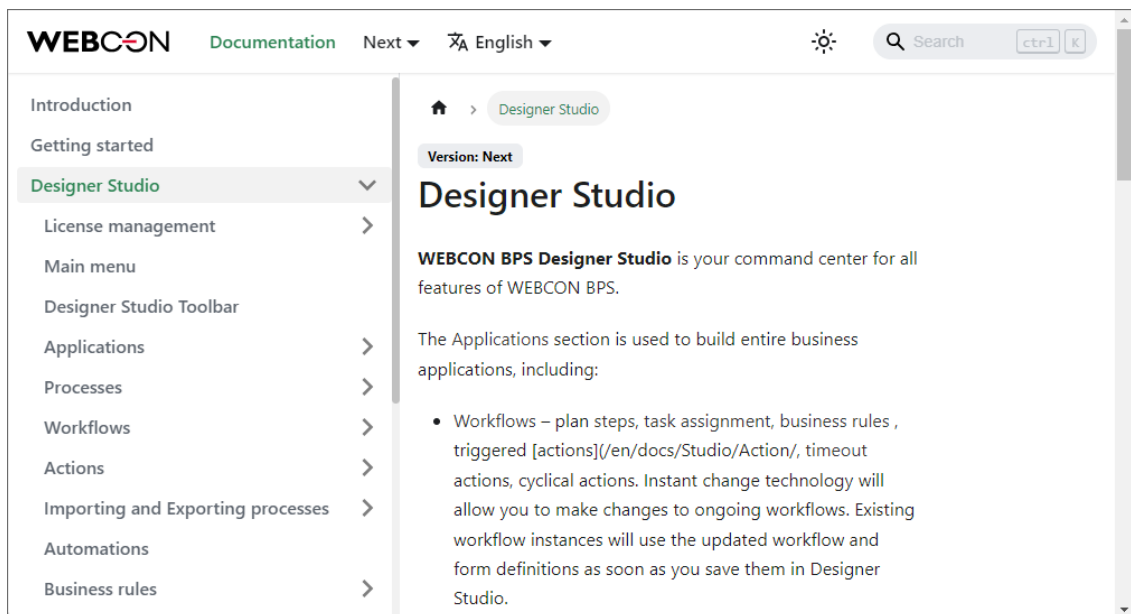 WEBCON Documentation Next English Search ctrl K
Introduction
Getting started
Designer Studio
License management
Main menu
Designer Studio Toolbar
Applications
Processes
Workflows
Actions
Importing and Exporting processes
Automations
Business rules
Designer Studio
Version: Next
Designer Studio
WEBCON BPS Designer Studio is your command center for all
features of WEBCON BPS.
The Applications section is used to build entire business
applications, including:
Workflows – plan steps, task assignment, business rules ,
triggered [actions](/en/docs/Studio/Action/, timeout
actions, cyclical actions. Instant change technology will
allow you to make changes to ongoing workflows. Existing
workflow instances will use the updated workflow and
form definitions as soon as you save them in Designer
Studio.